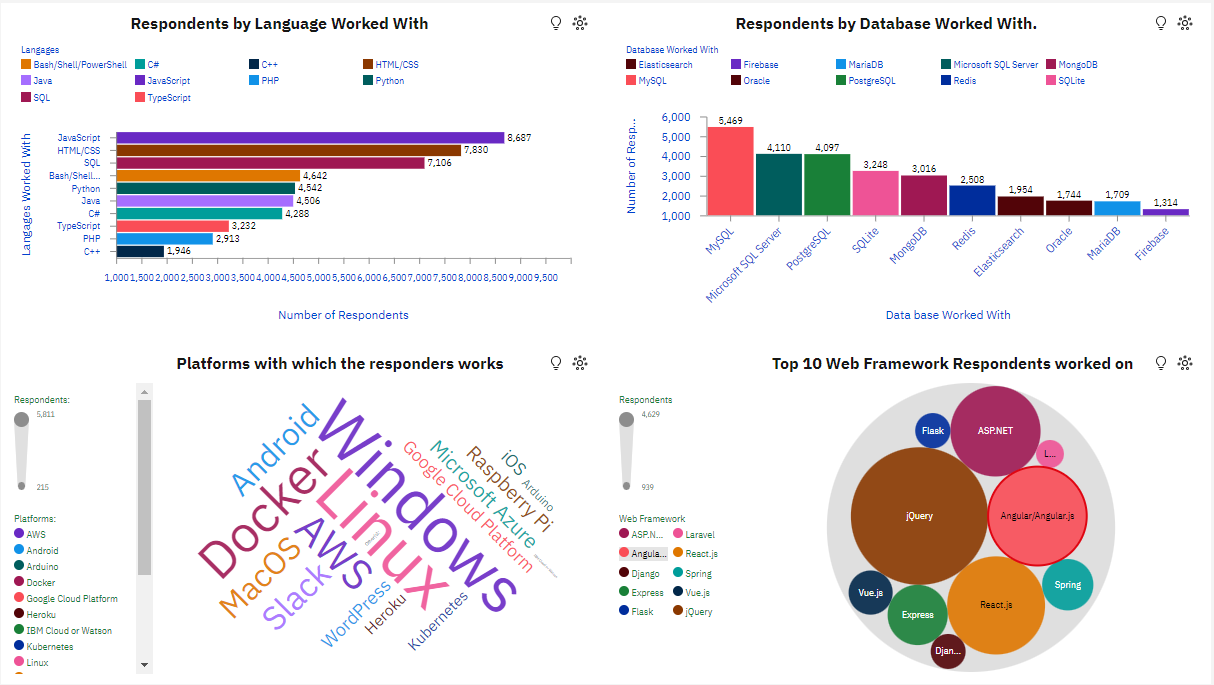 Respondents by Language Worked With
Langages
Bash/Shell/PowerShell C# C++ HTML/CSS
Java JavaScript PHP Python
SQL TypeScript
Langages Worked With
JavaScript 8,687
HTML/CSS 7,830
SQL 7,106
Bash/Shell... 4,642
Python 4,542
Java 4,506
C# 4,288
TypeScript 3,232
PHP 2,913
C++ 1,946
1,000 1,500 2,000 2,500 3,000 3,500 4,000 4,500 5,000 5,500 6,000 6,500 7,000 7,500 8,000 8,500 9,000 9,500
Number of Respondents
Respondents by Database Worked With.
Database Worked With
Elasticsearch Firebase MariaDB Microsoft SQL Server MongoDB
MySQL Oracle PostgreSQL Redis SQLite
Number of Resp...
6,000
5,000
4,000
3,000
2,000
1,000
5,469 4,110 4,097 3,248 3,016 2,508 1,954 1,744 1,709 1,314
MySQL Microsoft SQL Server PostgreSQL SQLite MongoDB Redis Elasticsearch Oracle MariaDB Firebase
Data base Worked With
Platforms with which the responders works
Respondents:
5,811
215
Platforms:
AWS
Android
Arduino
Docker
Google Cloud Platform
Heroku
IBM Cloud or Watson
Kubernetes
Linux
Android
Windows
Docker
Linux
AWS
MacOS
Slack
WordPress
Heroku
Kubernetes
Google Cloud Platform
Microsoft Azure
Raspberry Pi
iOS
Arduino
Top 10 Web Framework Respondents worked on
Respondents
4,629
939
Web Framework
ASP.N... Laravel
Angula... React.js
Django Spring
Express Vue.js
Flask jQuery
Flask
ASP.NET
L...
jQuery
Angular/Angular.js
Vue.js
Express
React.js
Spring
Djan...